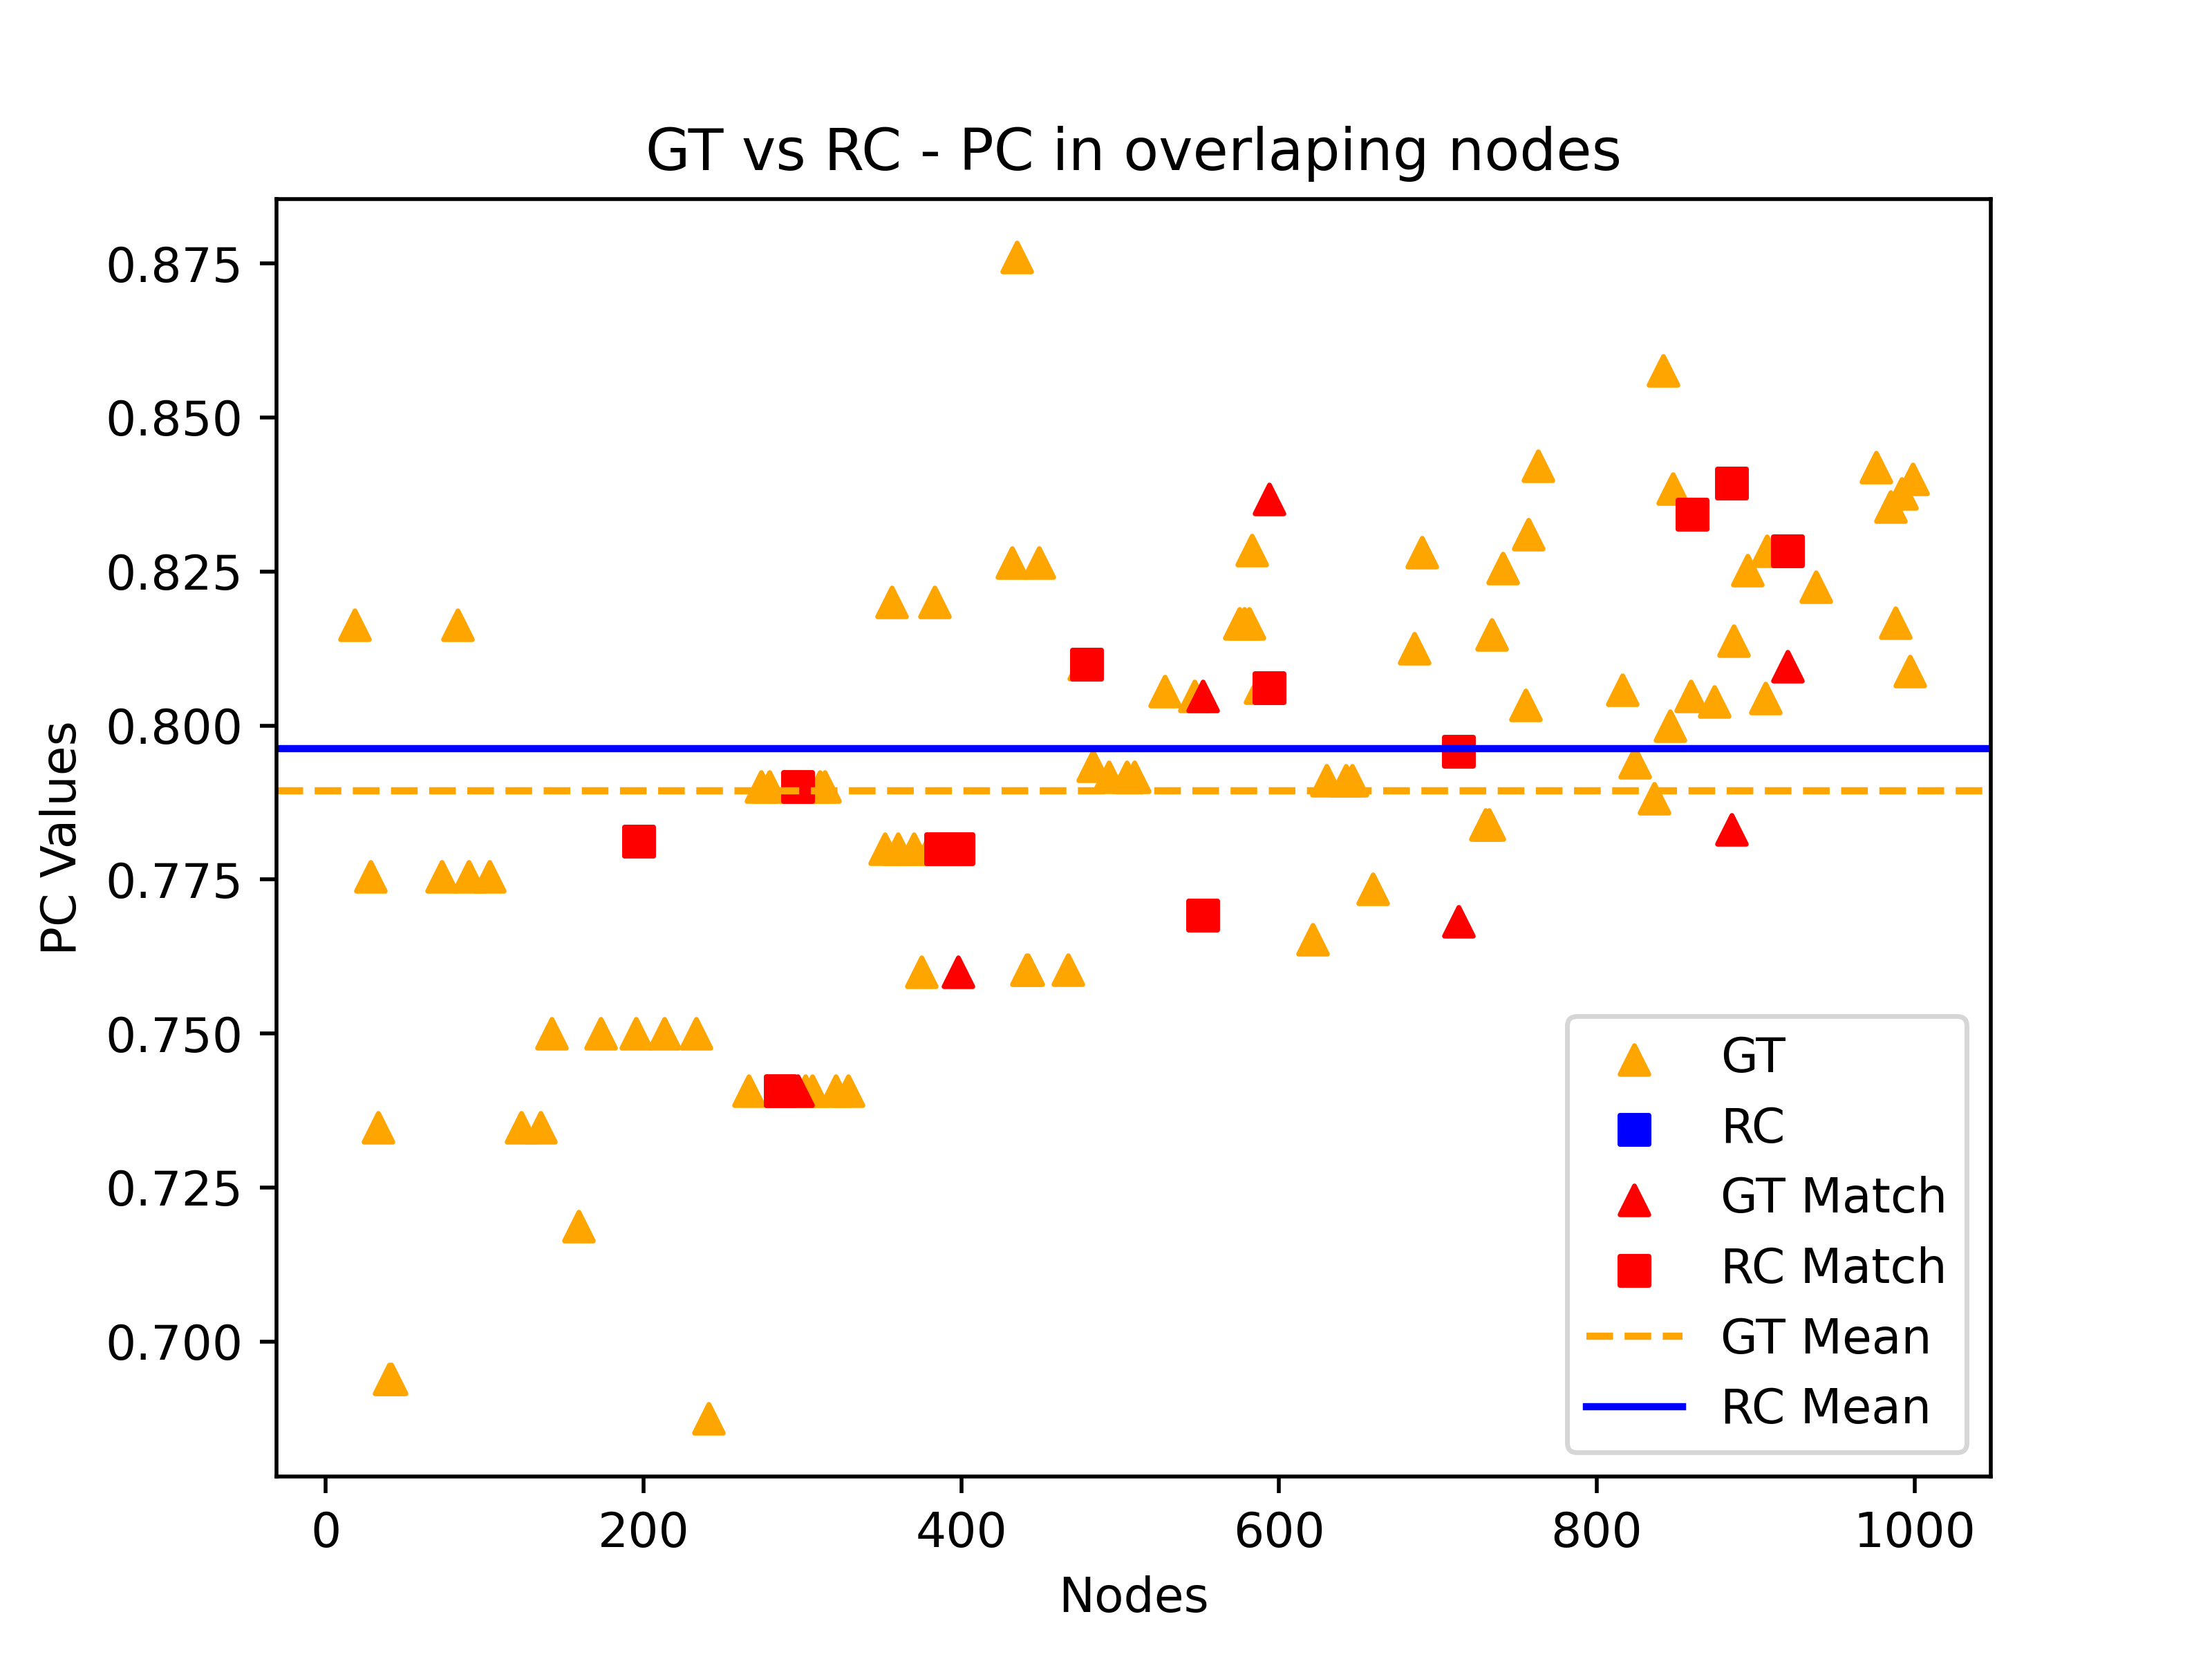 GT vs RC - PC in overlaping nodes
0.875
0.850
0.825
0.800
0.775
0.750
0.725
0.700
PC Values
GT
RC
GT Match
RC Match
GT Mean
RC Mean
0 200 400 600 800 1000
Nodes